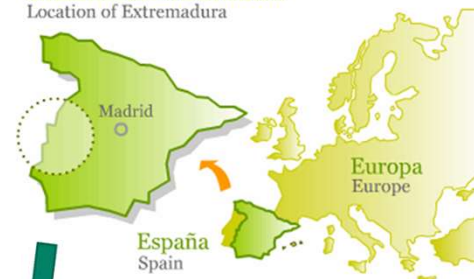 Location of Extremadura
Madrid
Europa
Europe
España
Spain